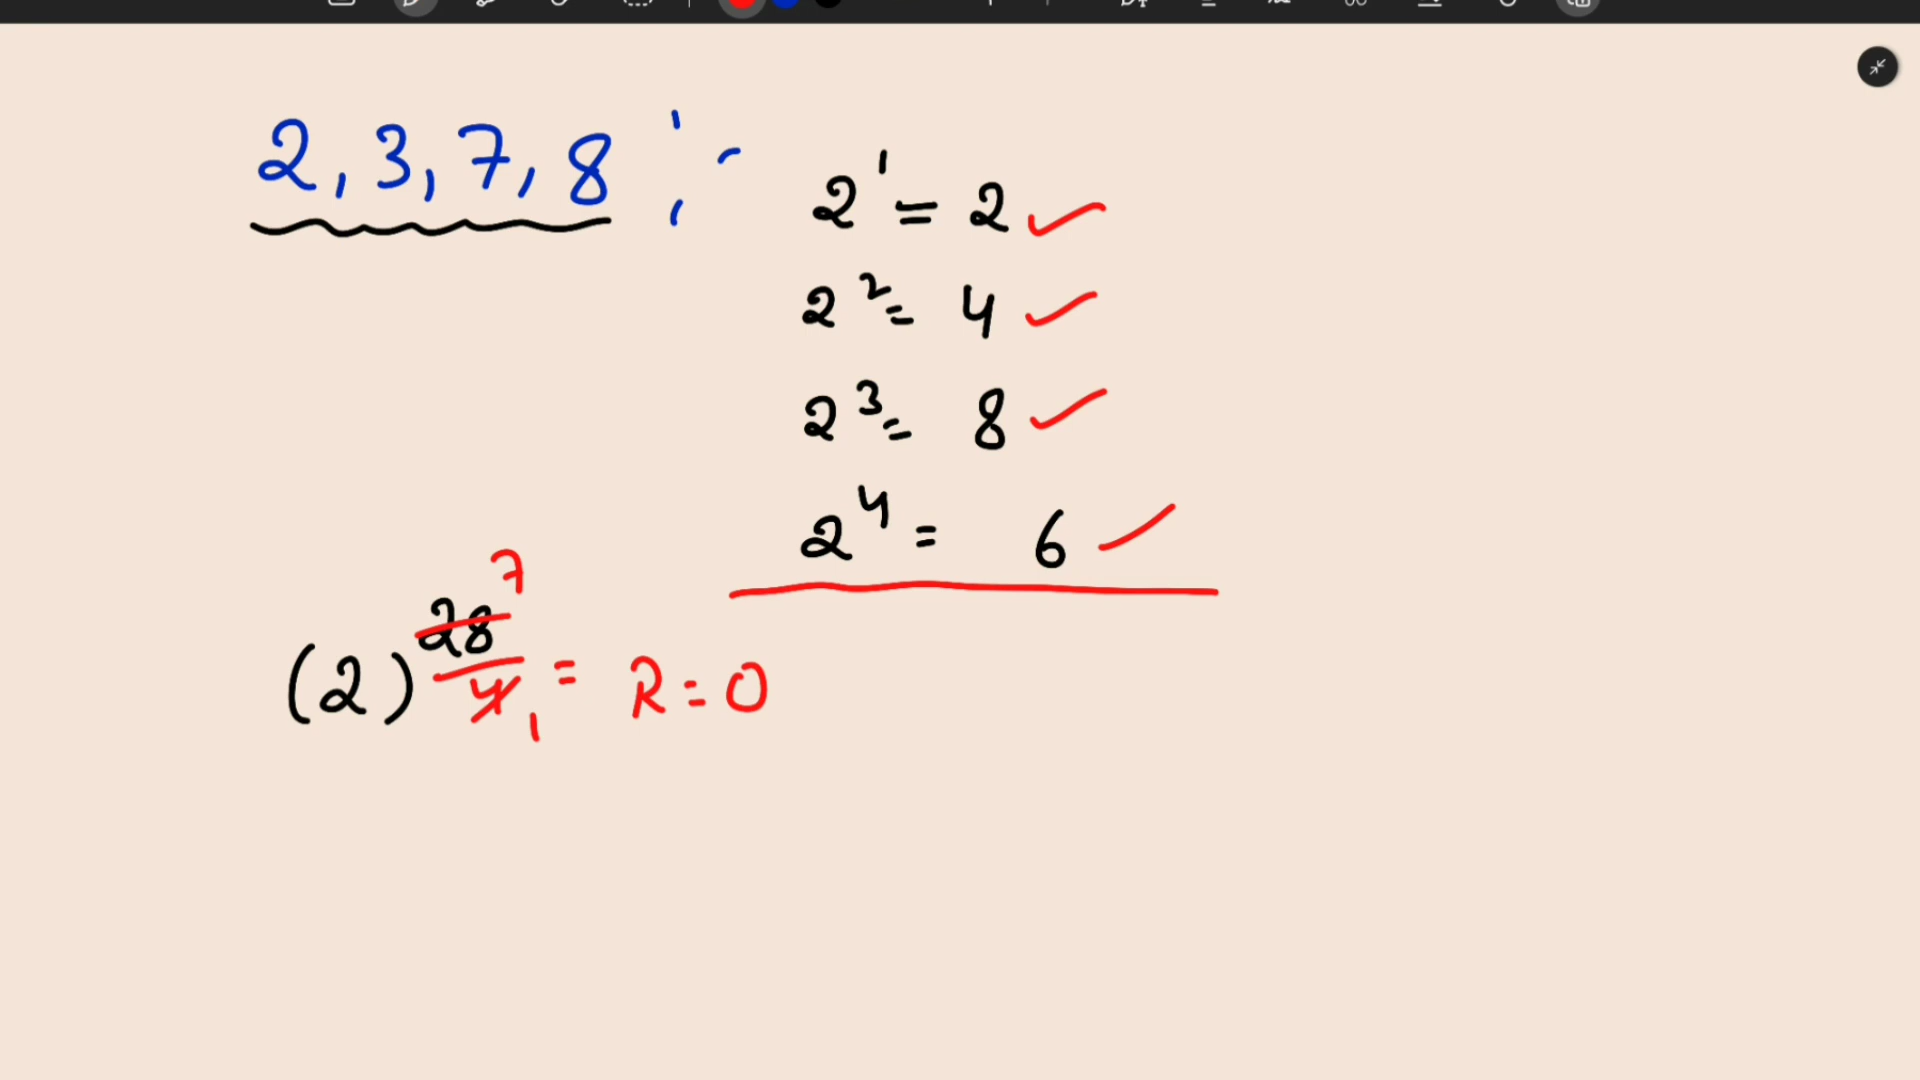 2, 3, 7, 8 :-
2¹ = 2 ✓
2² = 4 ✓
2³ = 8 ✓
2⁴ = 6 ✓
7
(2)^28/4 = R = 0
1